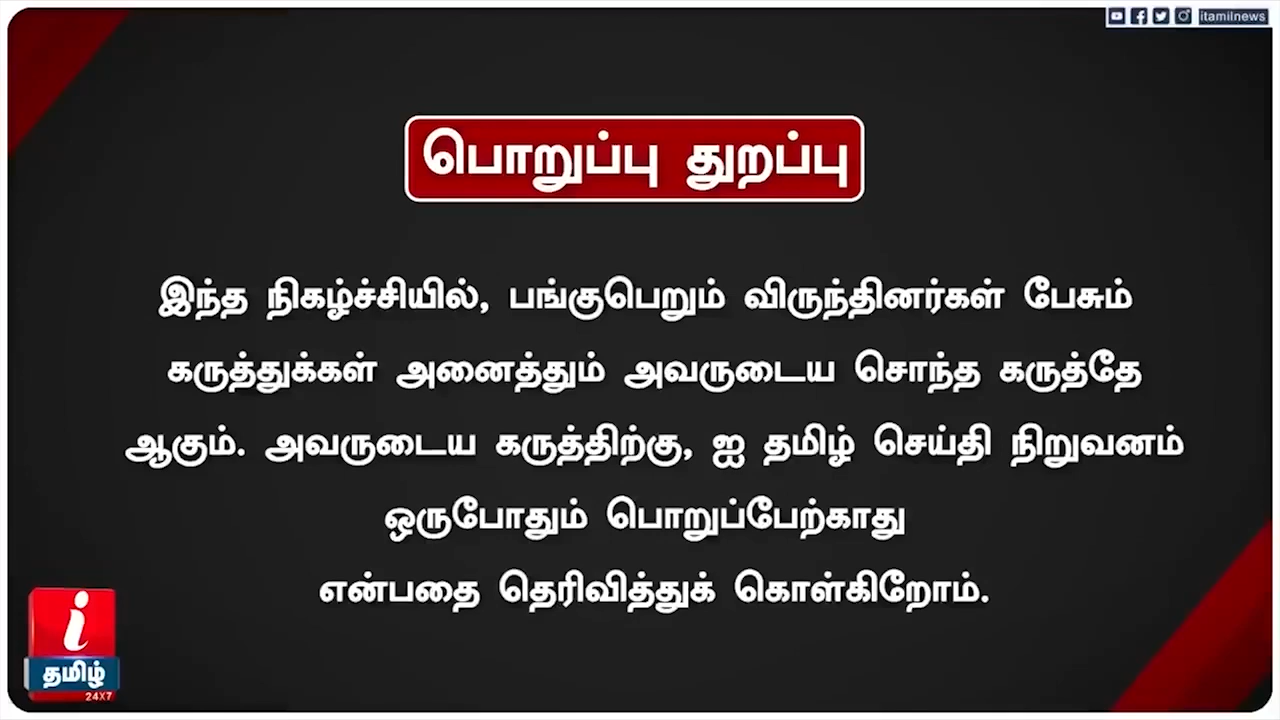 itamilnews
பொறுப்பு துறப்பு
இந்த நிகழ்ச்சியில், பங்குபெறும் விருந்தினர்கள் பேசும்
கருத்துக்கள் அனைத்தும் அவருடைய சொந்த கருத்தே
ஆகும். அவருடைய கருத்திற்கு, ஐ தமிழ் செய்தி நிறுவனம்
ஒருபோதும் பொறுப்பேற்காது
என்பதை தெரிவித்துக் கொள்கிறோம்.
i
தமிழ்
24X7